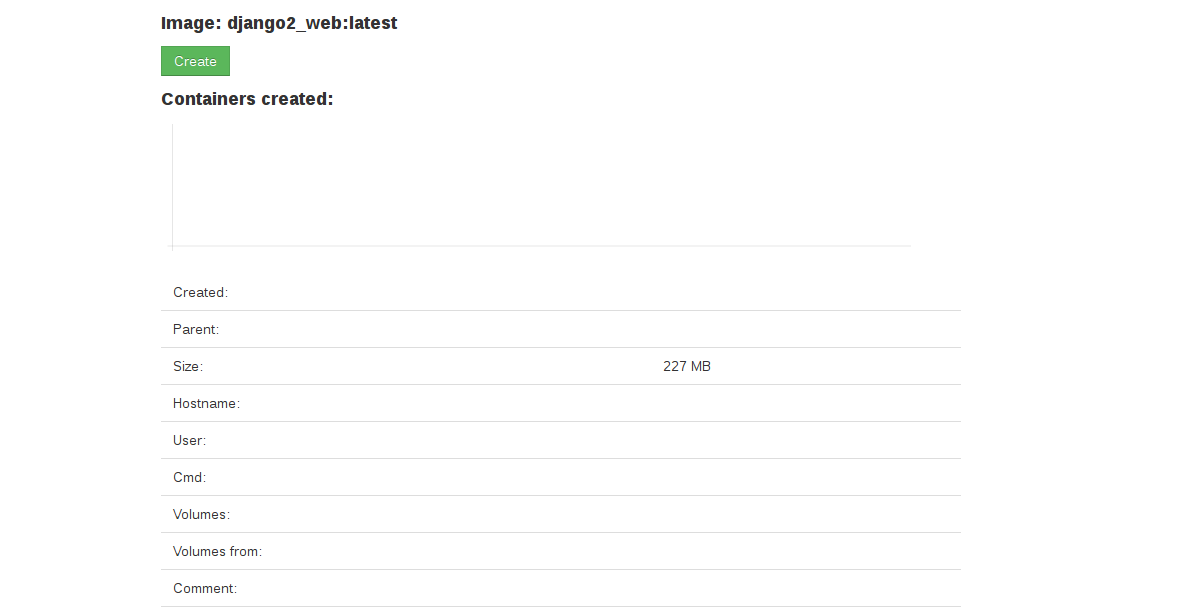 Image: django2_web:latest
Create
Containers created:
Created:
Parent:
Size: 227 MB
Hostname:
User:
Cmd:
Volumes:
Volumes from:
Comment: